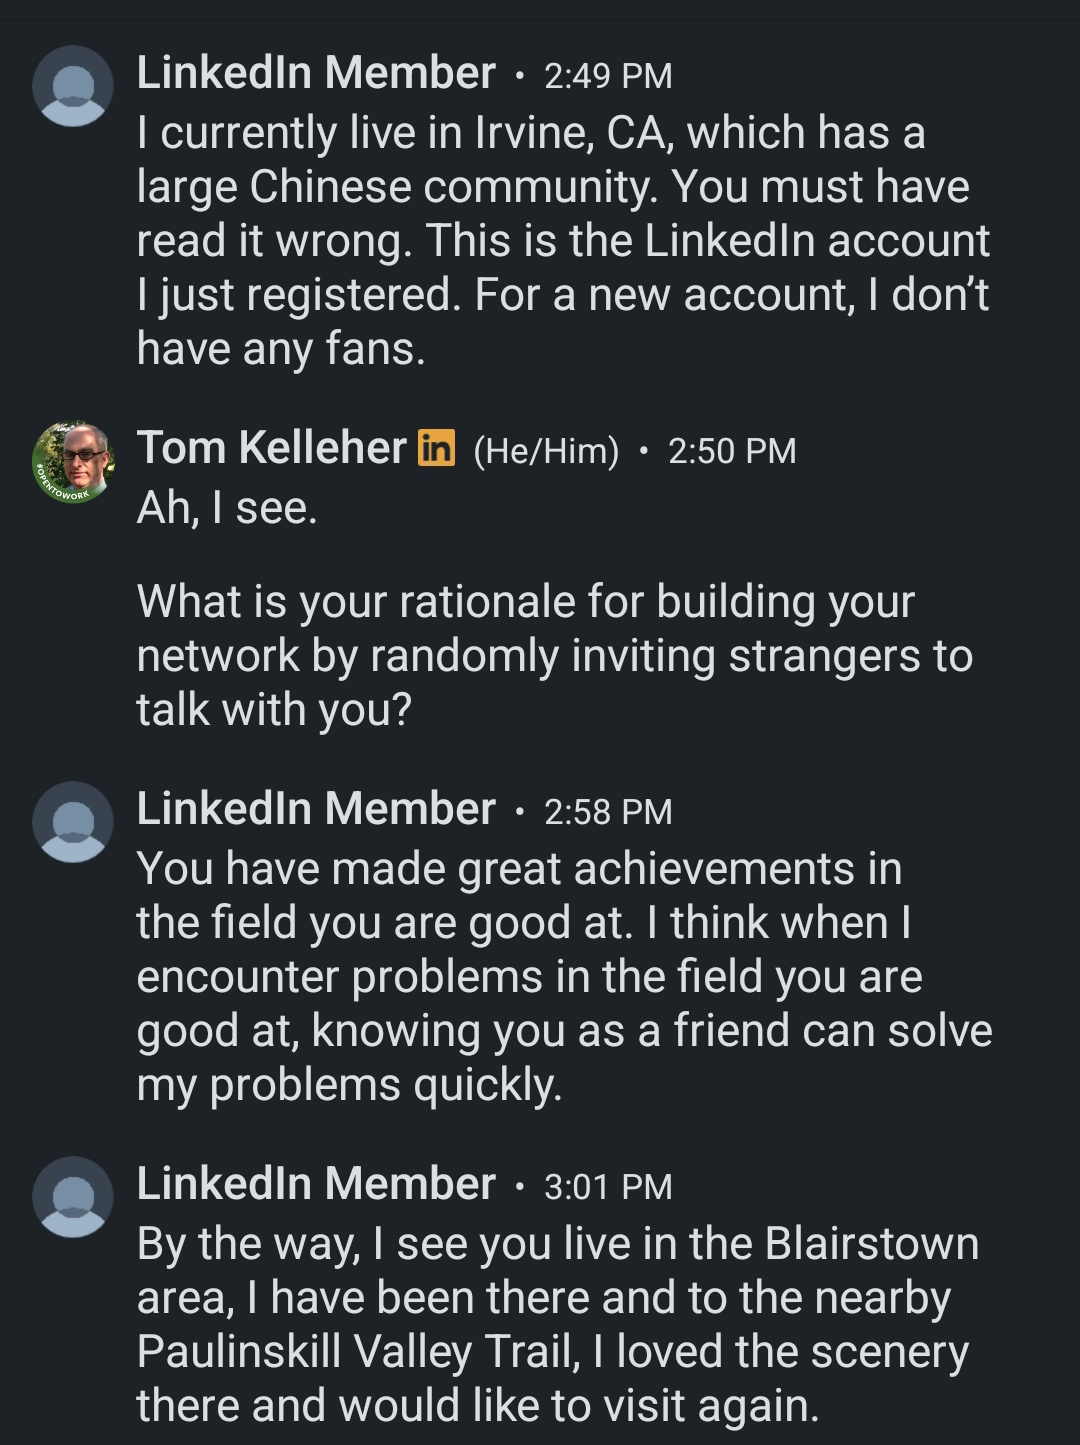 LinkedIn Member • 2:49 PM
I currently live in Irvine, CA, which has a
large Chinese community. You must have
read it wrong. This is the LinkedIn account
I just registered. For a new account, I don’t
have any fans.
#OPENTOWORK
Tom Kelleher in (He/Him) • 2:50 PM
Ah, I see.
What is your rationale for building your
network by randomly inviting strangers to
talk with you?
LinkedIn Member • 2:58 PM
You have made great achievements in
the field you are good at. I think when I
encounter problems in the field you are
good at, knowing you as a friend can solve
my problems quickly.
LinkedIn Member • 3:01 PM
By the way, I see you live in the Blairstown
area, I have been there and to the nearby
Paulinskill Valley Trail, I loved the scenery
there and would like to visit again.